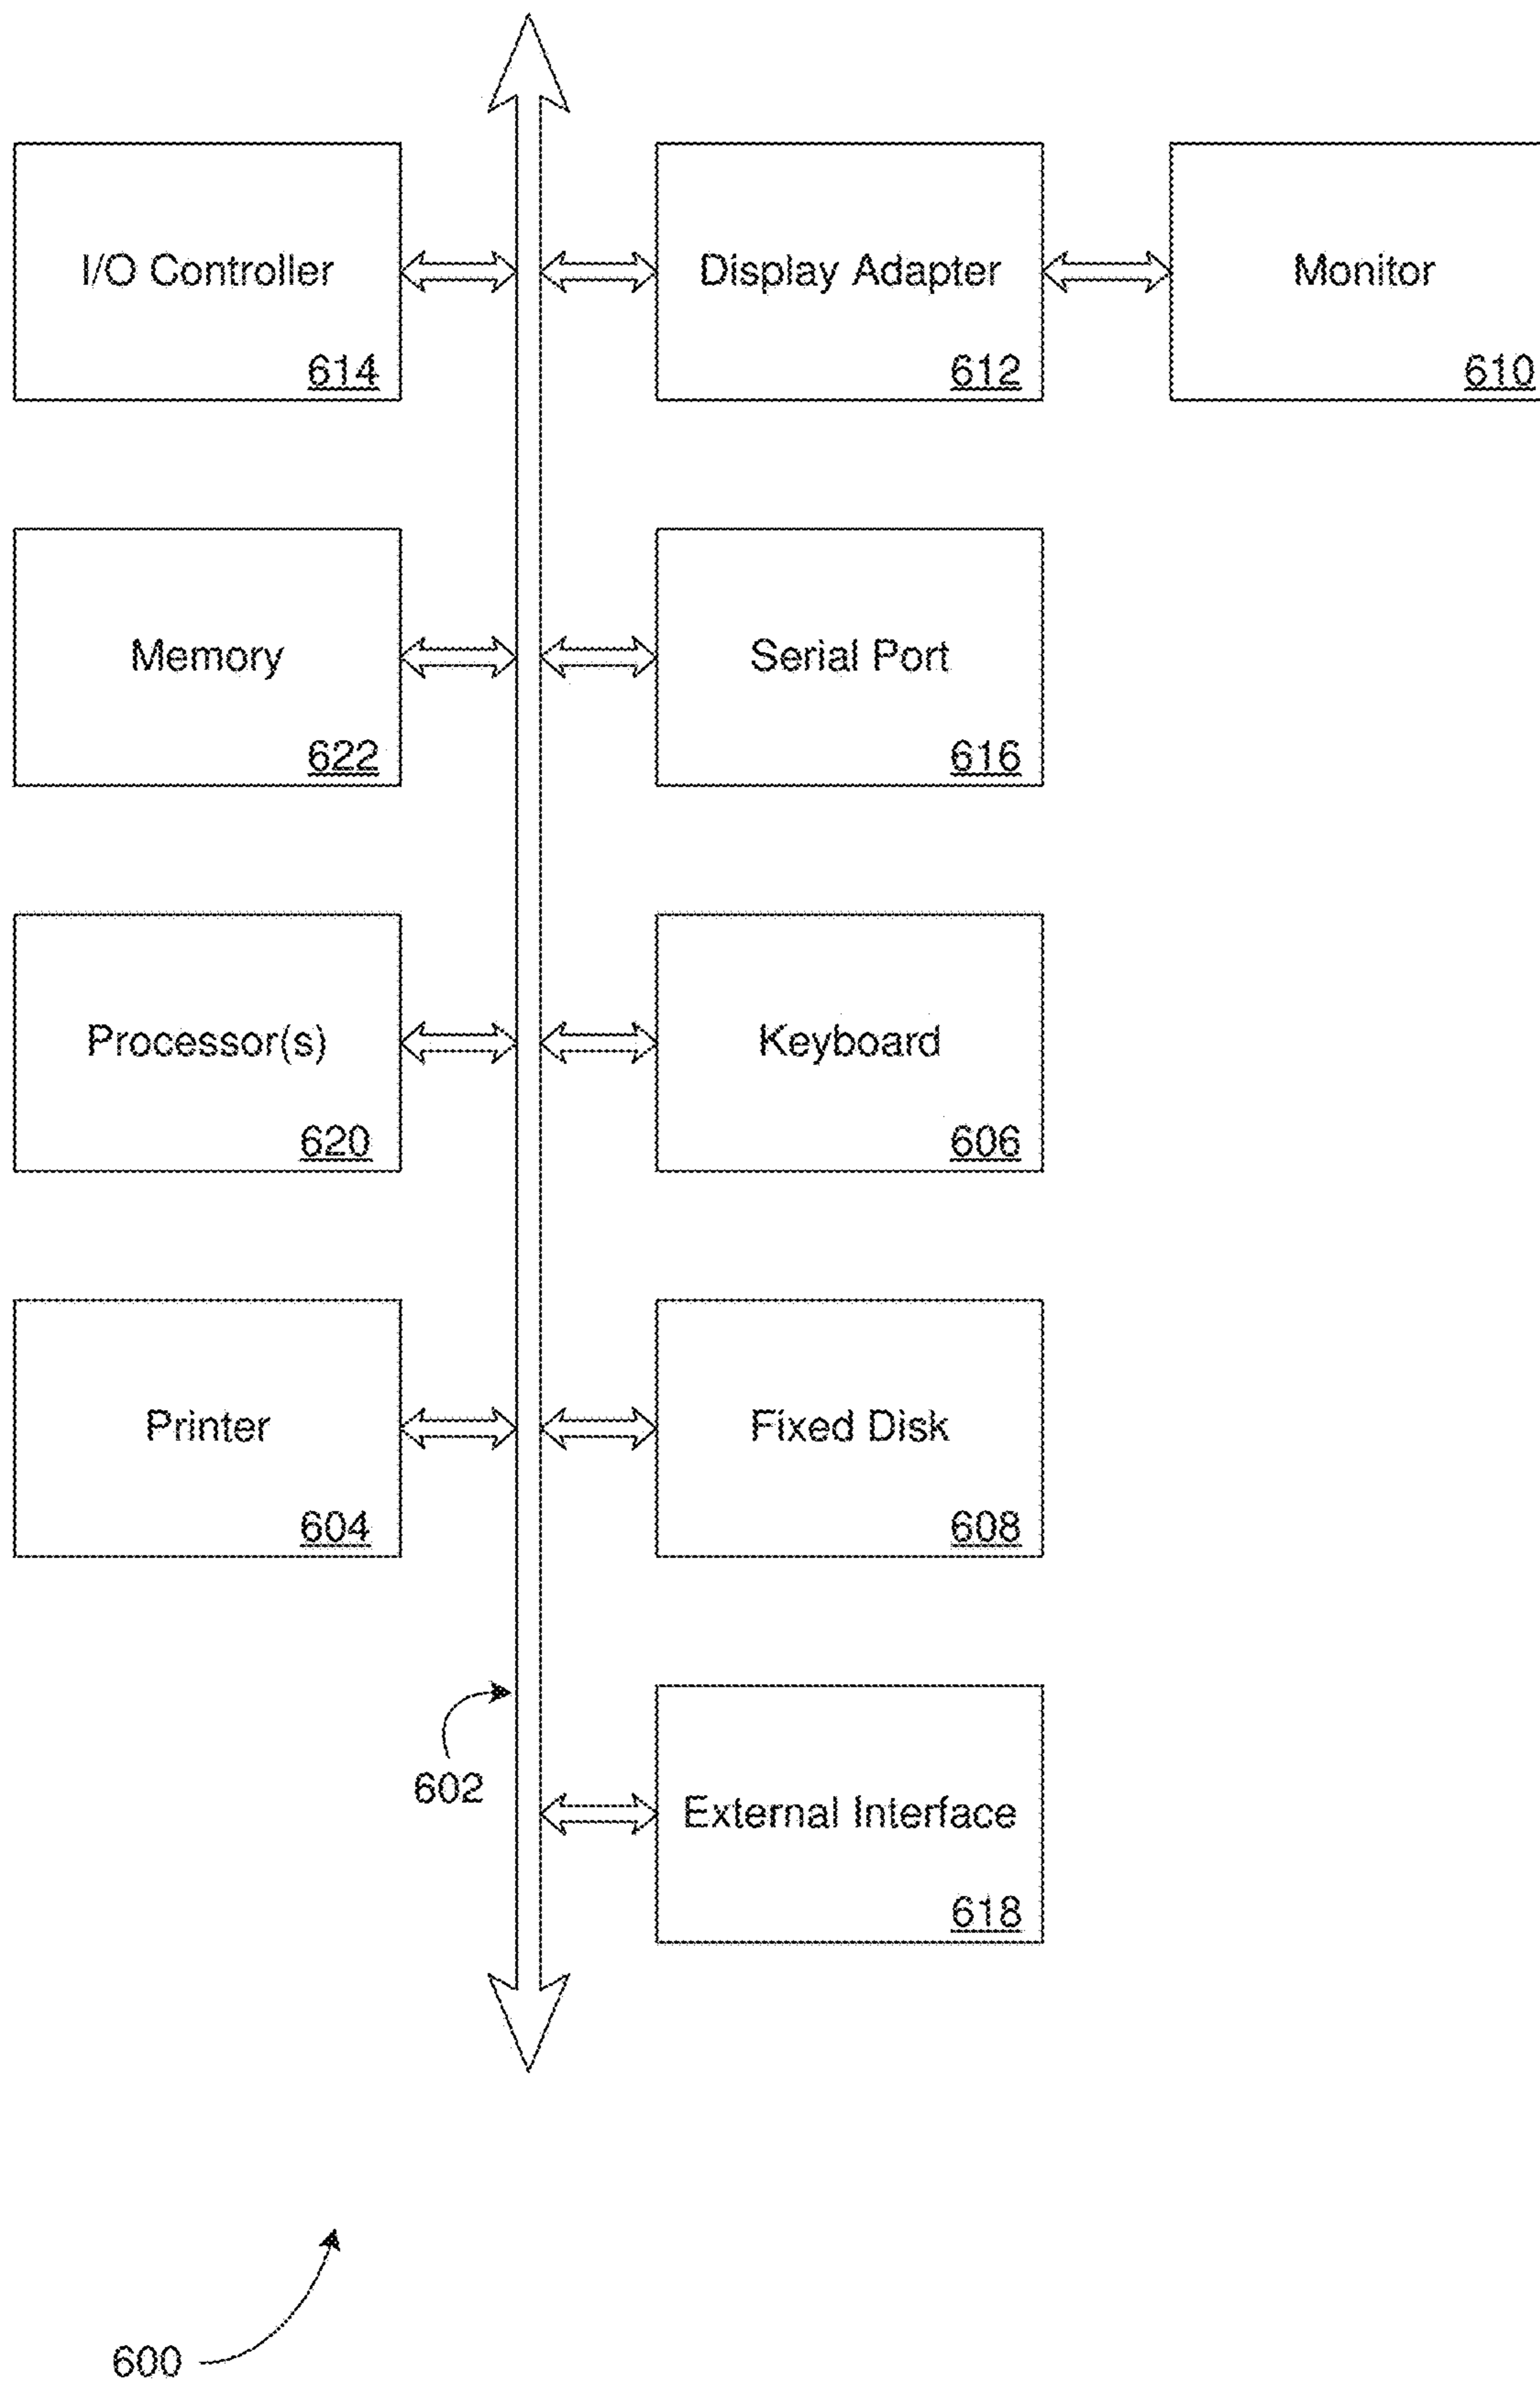 I/O Controller
614
Display Adapter
612
Monitor
610
Memory
622
Serial Port
616
Processor(s)
620
Keyboard
606
Printer
604
Fixed Disk
608
602
External Interface
618
600